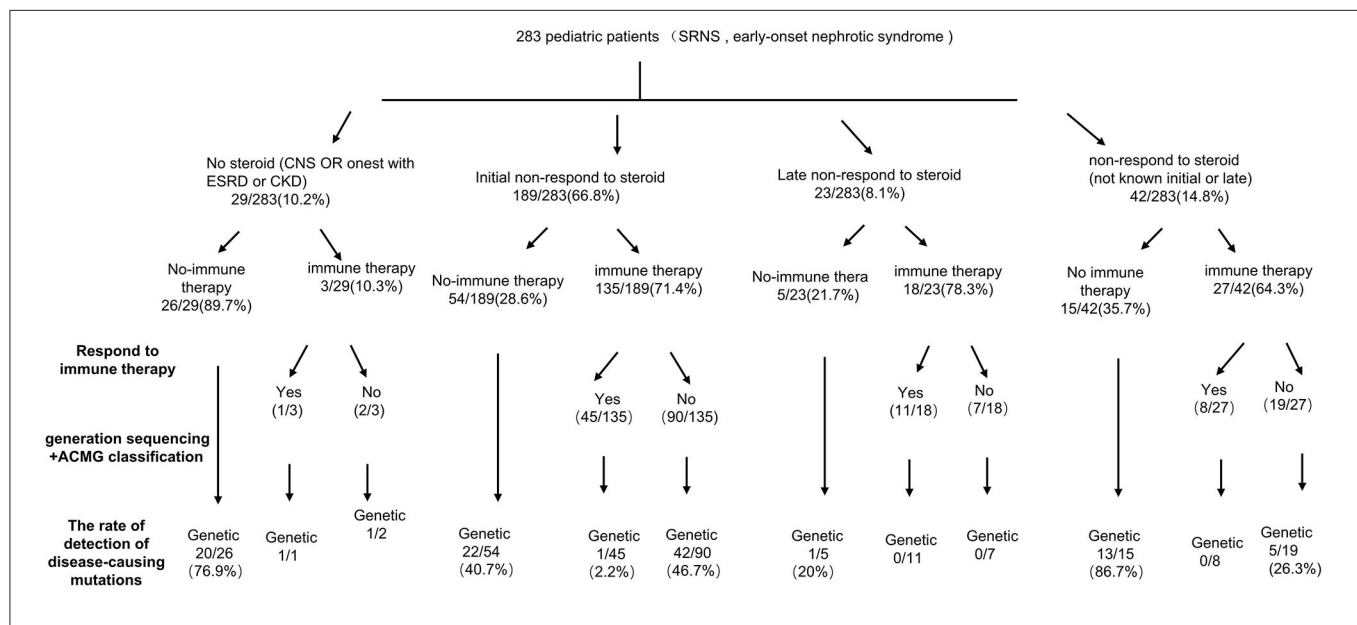 283 pediatric patients （SRNS , early-onset nephrotic syndrome )
No steroid (CNS OR onest with
ESRD or CKD)
29/283(10.2%)
Initial non-respond to steroid
189/283(66.8%)
Late non-respond to steroid
23/283(8.1%)
non-respond to steroid
(not known initial or late)
42/283(14.8%)
No-immune
therapy
26/29(89.7%)
immune therapy
3/29(10.3%)
No-immune therapy
54/189(28.6%)
immune therapy
135/189(71.4%)
No-immune thera
5/23(21.7%)
immune therapy
18/23(78.3%)
No immune
therapy
15/42(35.7%)
immune therapy
27/42(64.3%)
Respond to
immune therapy
Yes
(1/3)
No
(2/3)
Yes
(45/135)
No
(90/135)
Yes
(11/18)
No
(7/18)
Yes
(8/27)
No
(19/27)
generation sequencing
+ACMG classification
The rate of
detection of
disease-causing
mutations
Genetic
20/26
(76.9%)
Genetic
1/1
Genetic
1/2
Genetic
22/54
(40.7%)
Genetic
1/45
(2.2%)
Genetic
42/90
(46.7%)
Genetic
1/5
(20%)
Genetic
0/11
Genetic
0/7
Genetic
13/15
(86.7%)
Genetic
0/8
Genetic
5/19
(26.3%)